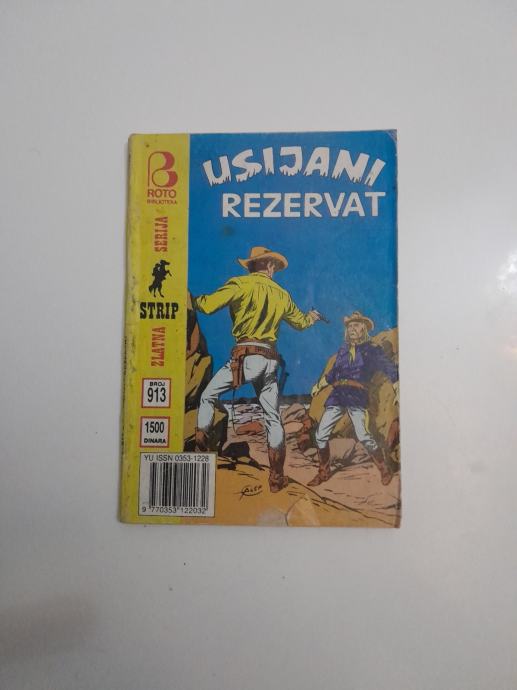 USIJANI
REZERVAT
ROTO
BIBLIOTEKA
ZLATNA SERIJA
STRIP
BROJ
913
1500
DINARA
YU ISSN 0353-1228
9 770353 122032